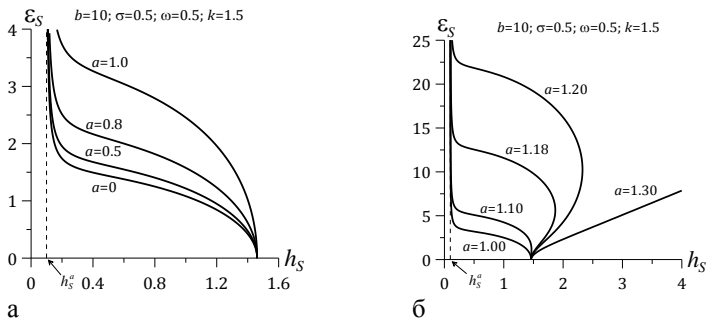 b=10; σ=0.5; ω=0.5; k=1.5
ε_S
4
3
2
1
0
a=1.0
a=0.8
a=0.5
a=0
0 0.4 0.8 1.2 1.6
h_S
h_S^a
а
b=10; σ=0.5; ω=0.5; k=1.5
ε_S
25
20
15
10
5
0
a=1.20
a=1.18
a=1.30
a=1.10
a=1.00
0 1 2 3 4
h_S
h_S^a
б